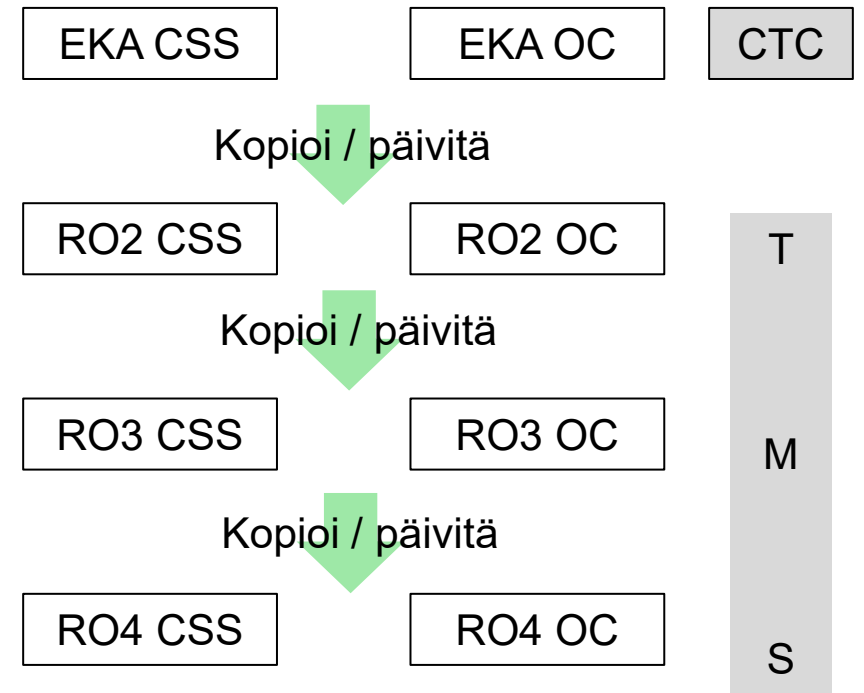 EKA CSS
EKA OC
CTC
Kopioi / päivitä
RO2 CSS
RO2 OC
T
Kopioi / päivitä
RO3 CSS
RO3 OC
M
Kopioi / päivitä
RO4 CSS
RO4 OC
S